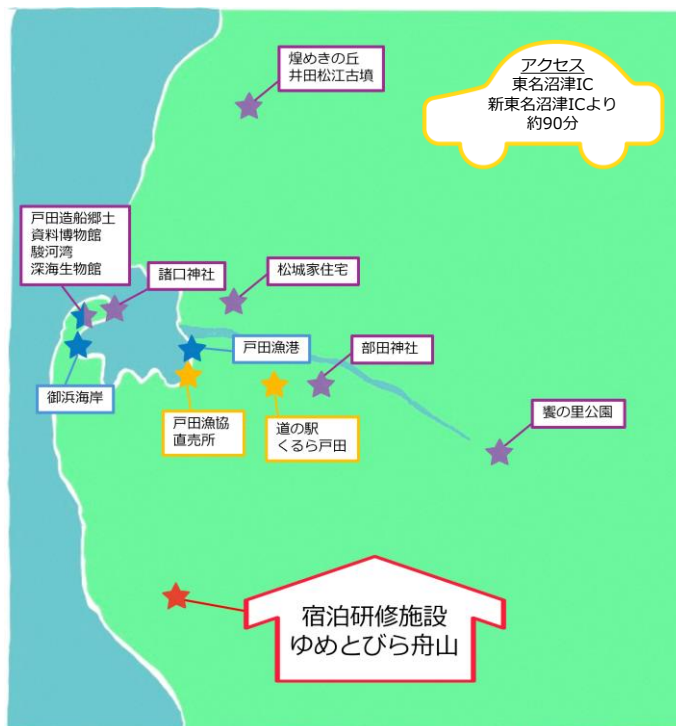 煌めきの丘
井田松江古墳
アクセス
東名沼津IC
新東名沼津ICより
約90分
戸田造船郷土
資料博物館
駿河湾
深海生物館
諸口神社
松城家住宅
戸田漁港
部田神社
御浜海岸
戸田漁協
直売所
道の駅
くるら戸田
饗の里公園
宿泊研修施設
ゆめとびら舟山